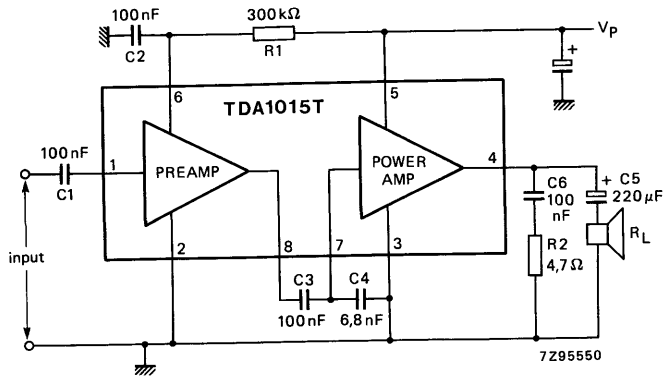 100 nF
C2
300 kΩ
R1
VP
+
6
5
TDA1015T
100 nF
C1
1
PREAMP
POWER
AMP
4
+ C5
220 μF
C6
100
nF
RL
input
2
8
7
3
R2
4,7 Ω
C3
C4
100 nF
6,8 nF
7Z95550